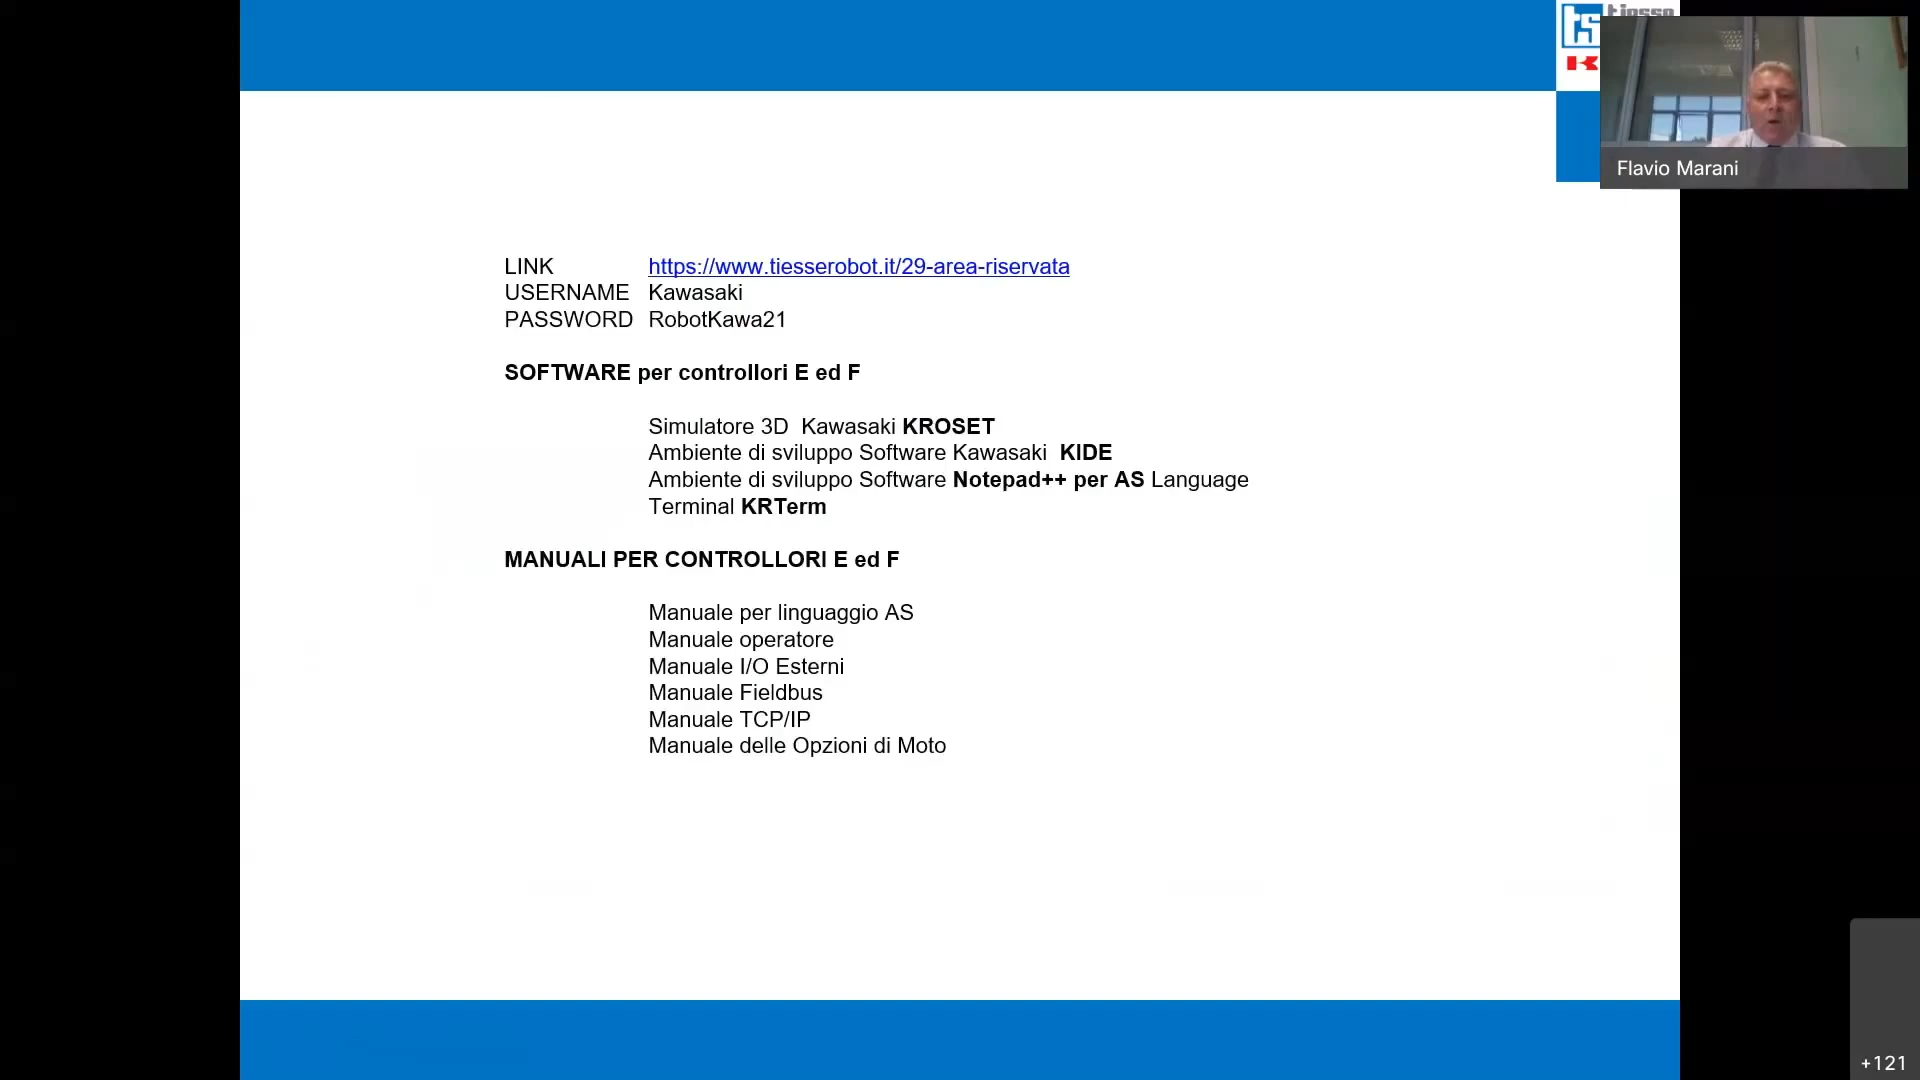 ts tiesse
Flavio Marani
LINK https://www.tiesserobot.it/29-area-riservata
USERNAME Kawasaki
PASSWORD RobotKawa21
SOFTWARE per controllori E ed F
Simulatore 3D Kawasaki KROSET
Ambiente di sviluppo Software Kawasaki KIDE
Ambiente di sviluppo Software Notepad++ per AS Language
Terminal KRTerm
MANUALI PER CONTROLLORI E ed F
Manuale per linguaggio AS
Manuale operatore
Manuale I/O Esterni
Manuale Fieldbus
Manuale TCP/IP
Manuale delle Opzioni di Moto
+121